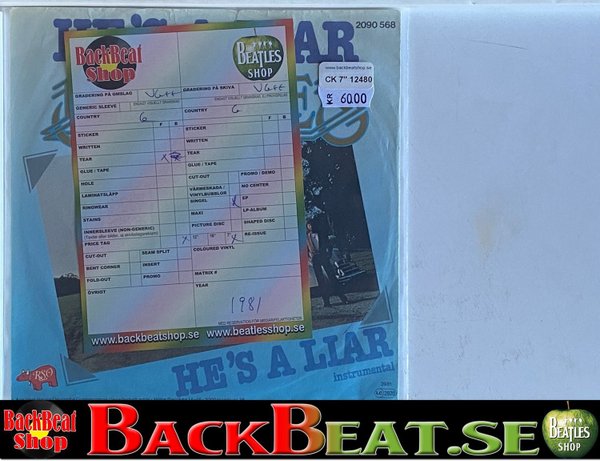 HE'S A LIAR
2090 568
BackBeat
Shop
BEATLES
SHOP
www.backbeatshop.se
CK 7" 12480
KR 60.00
GRADERING PÅ OMSLAG VG++
GRADERING PÅ SKIVA VG++
GENERIC SLEEVE
COUNTRY G
COUNTRY G
F B
F B
STICKER
STICKER
WRITTEN
WRITTEN
TEAR X
TEAR
GLUE / TAPE
GLUE / TAPE
HOLE
CUT-OUT
PROMO / DEMO
LAMINATSLÄPP
VÄRMESKADA /
VINYLBUBBLOR
NO CENTER
RINGWEAR
SINGEL X
EP
STAINS
MAXI
LP-ALBUM
INNERSLEEVE (NON-GENERIC)
PICTURE DISC
SHAPED DISC
PRICE TAG
RE-ISSUE
CUT-OUT
SEAM SPLIT
COLOURED VINYL
BENT CORNER
INSERT
FOLD-OUT
PROMO
MATRIX #
ÖVRIGT
YEAR
1981
MED RESERVATION FÖR MESSKRIFELAKTIGHETER
www.backbeatshop.se www.beatlesshop.se
RSO
HE'S A LIAR
instrumental
BackBeat
Shop
BACKBEAT.SE
BEATLES
SHOP